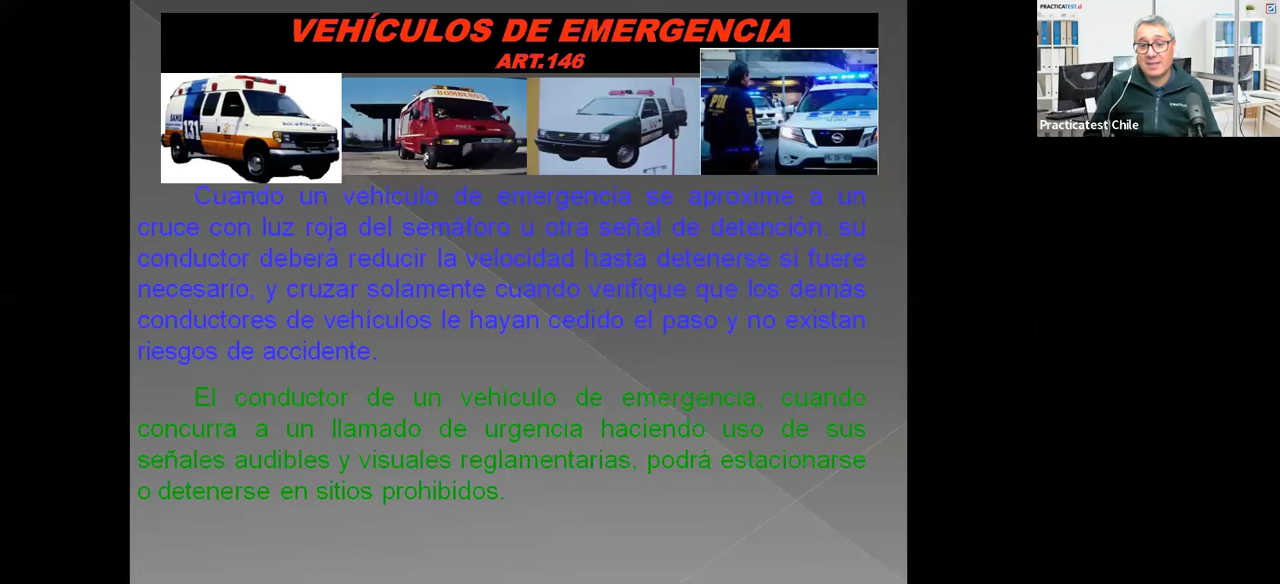 VEHÍCULOS DE EMERGENCIA
ART.146
SAMU
131
BOMBEROS
PDI
PRACTICATEST.cl
Practicatest Chile
Cuando un vehículo de emergencia se aproxime a un
cruce con luz roja del semáforo u otra señal de detención, su
conductor deberá reducir la velocidad hasta detenerse si fuere
necesario, y cruzar solamente cuando verifique que los demás
conductores de vehículos le hayan cedido el paso y no existan
riesgos de accidente.
El conductor de un vehículo de emergencia, cuando
concurra a un llamado de urgencia haciendo uso de sus
señales audibles y visuales reglamentarias, podrá estacionarse
o detenerse en sitios prohibidos.